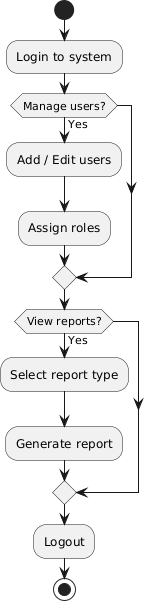 Login to system
Manage users?
Yes
Add / Edit users
Assign roles
View reports?
Yes
Select report type
Generate report
Logout